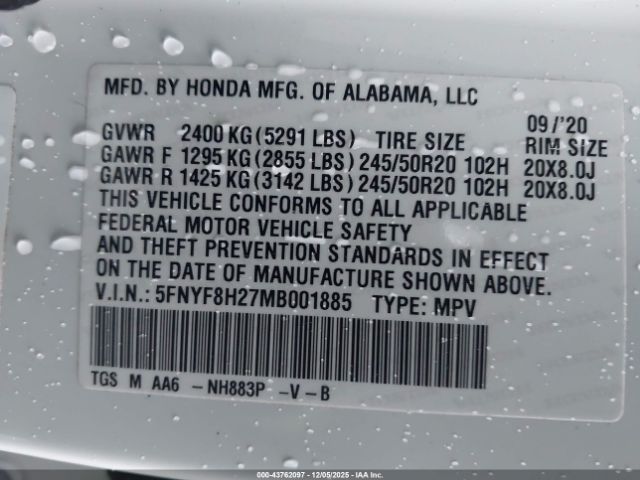 MFD. BY HONDA MFG. OF ALABAMA, LLC
09/'20
GVWR 2400 KG (5291 LBS) TIRE SIZE RIM SIZE
GAWR F 1295 KG (2855 LBS) 245/50R20 102H 20X8.0J
GAWR R 1425 KG (3142 LBS) 245/50R20 102H 20X8.0J
THIS VEHICLE CONFORMS TO ALL APPLICABLE
FEDERAL MOTOR VEHICLE SAFETY
AND THEFT PREVENTION STANDARDS IN EFFECT
ON THE DATE OF MANUFACTURE SHOWN ABOVE.
V.I.N.: 5FNYF8H27MB001885 TYPE: MPV
TGS M AA6 -NH883P -V-B
000-43762097 - 12/05/2025 - IAA Inc. - Copart